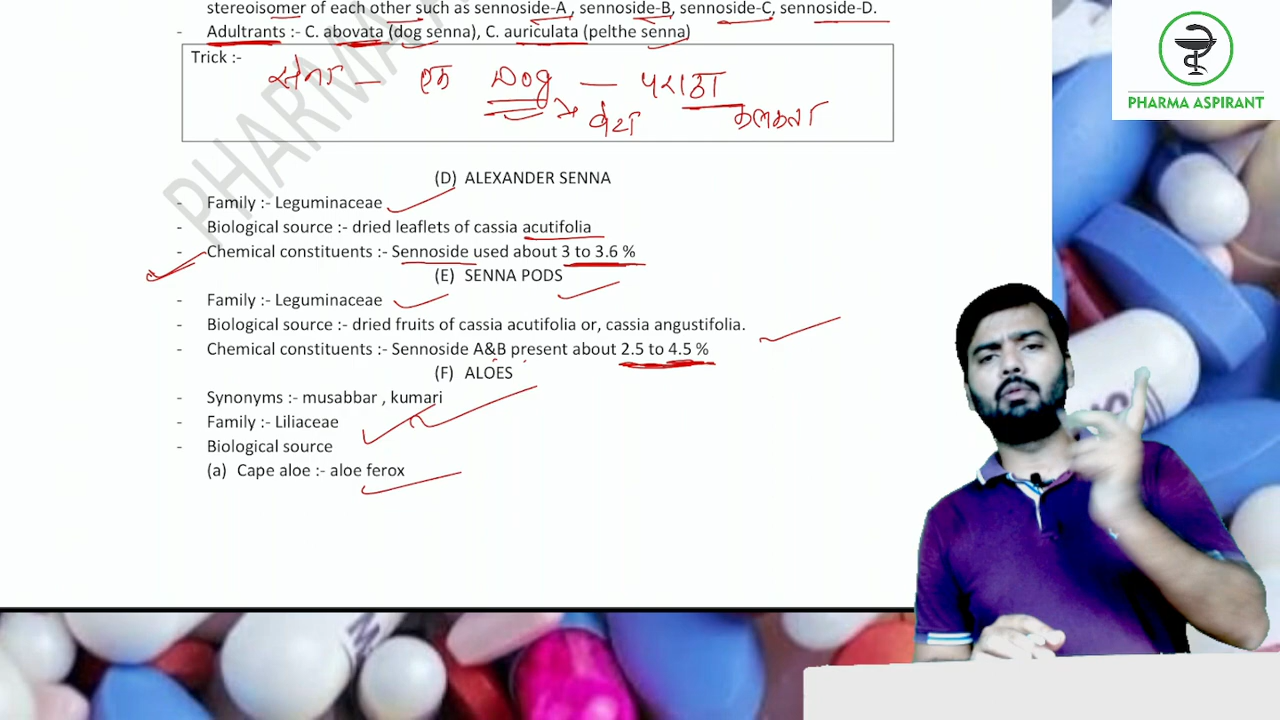 stereoisomer of each other such as sennoside-A , sennoside-B, sennoside-C, sennoside-D.
- Adultrants :- C. abovata (dog senna), C. auriculata (pelthe senna)
Trick :-
एक Dog —
PHARMA
(D) ALEXANDER SENNA
- Family :- Leguminaceae
- Biological source :- dried leaflets of cassia acutifolia
- Chemical constituents :- Sennoside used about 3 to 3.6 %
(E) SENNA PODS
- Family :- Leguminaceae
- Biological source :- dried fruits of cassia acutifolia or, cassia angustifolia.
- Chemical constituents :- Sennoside A&B present about 2.5 to 4.5 %
(F) ALOES
- Synonyms :- musabbar , kumari
- Family :- Liliaceae
- Biological source
(a) Cape aloe :- aloe ferox
PHARMA ASPIRANT